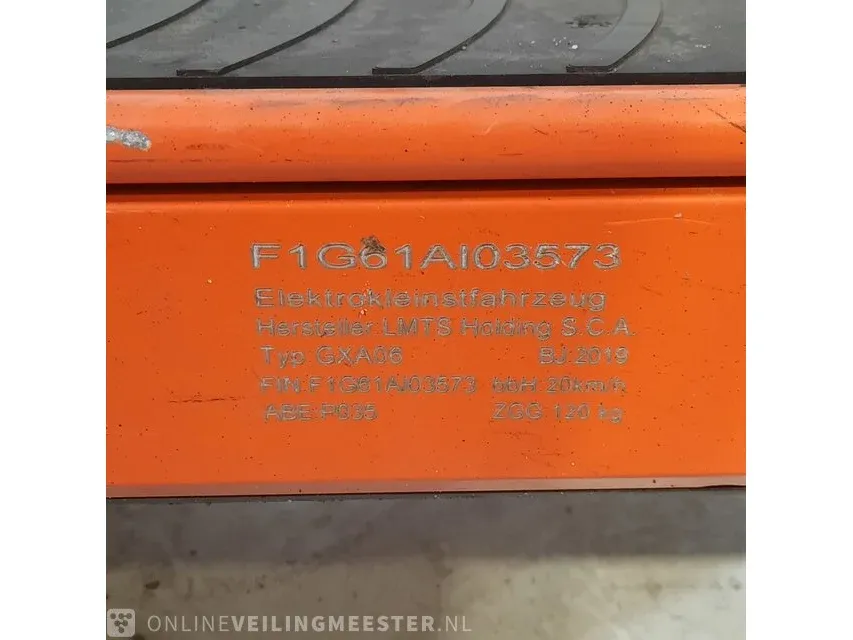 F1G61AI03573
Elektrokleinstfahrzeug
Hersteller:LMTS Holding S.C.A.
Typ:GXA06 BJ:2019
FIN:F1G61AI03573 bbH:20km/h
ABE:P035 ZGG:120 kg
ONLINEVEILINGMEESTER.NL